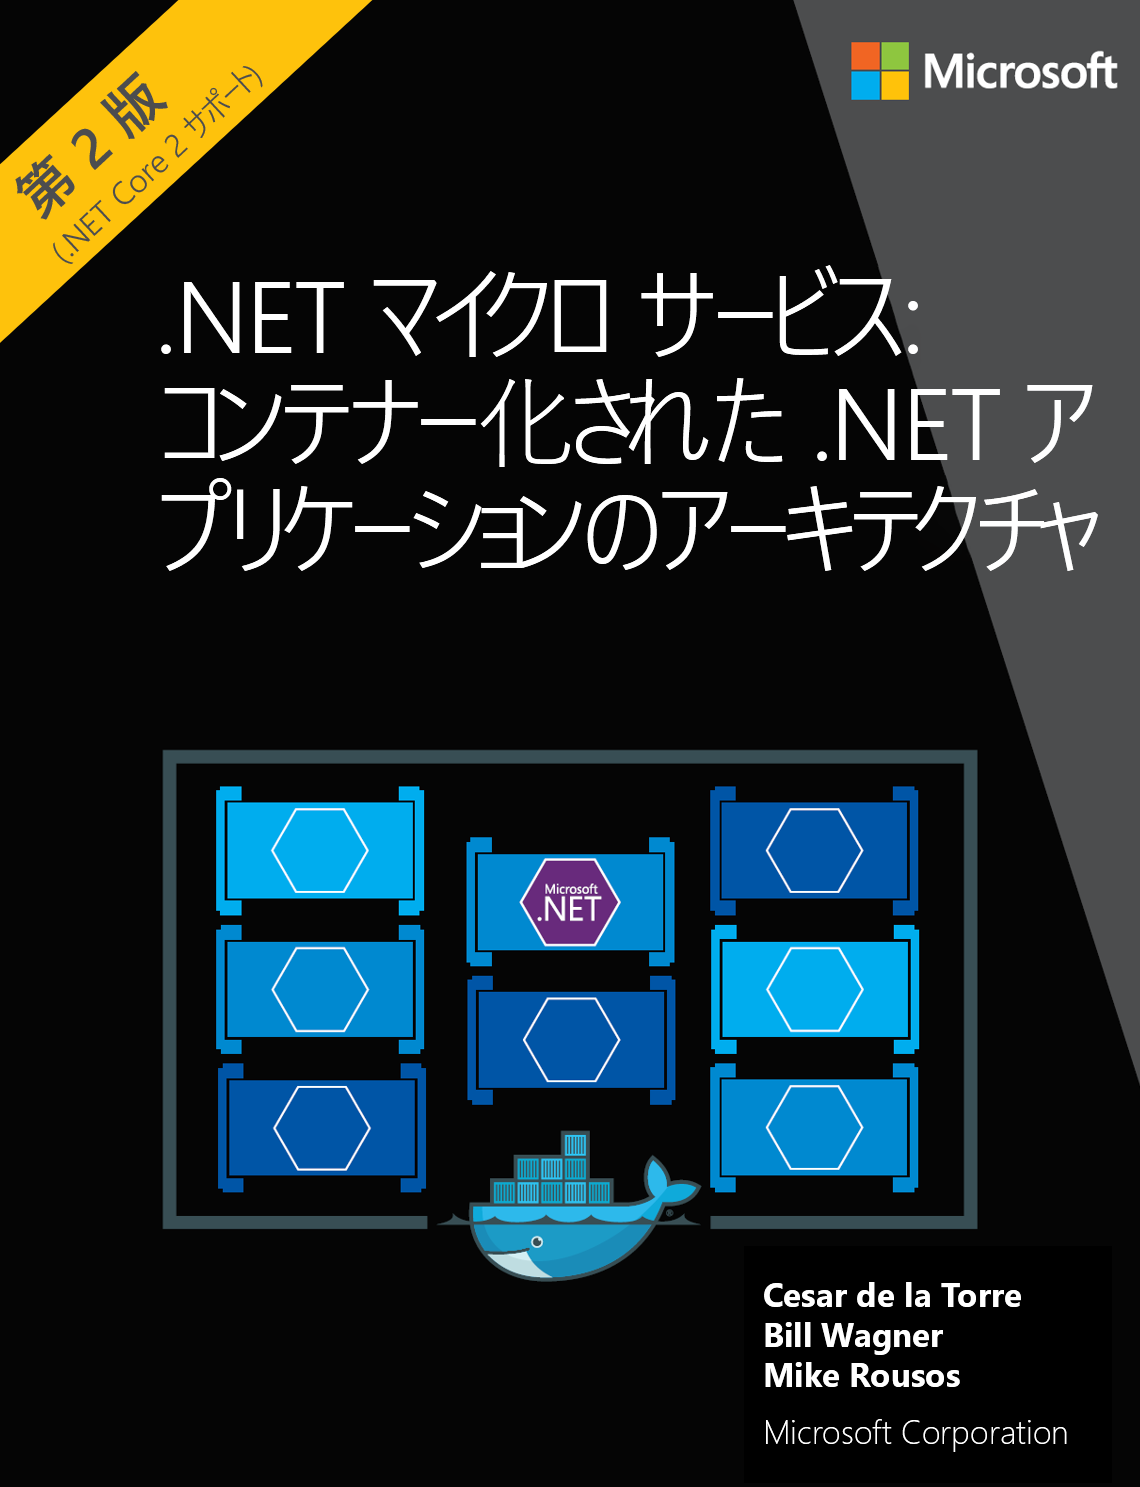 第 2 版
(.NET Core 2 サポート)
Microsoft
.NET マイクロ サービス:
コンテナー化された .NET ア
プリケーションのアーキテクチャ
Microsoft
.NET
®
Cesar de la Torre
Bill Wagner
Mike Rousos
Microsoft Corporation